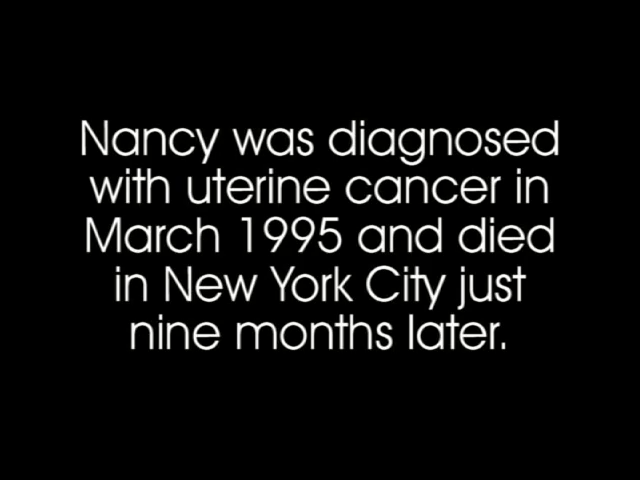 Nancy was diagnosed
with uterine cancer in
March 1995 and died
in New York City just
nine months later.